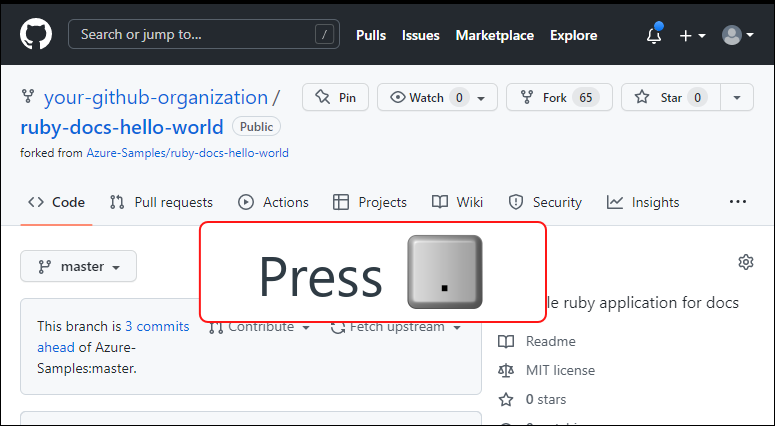 Search or jump to... / Pulls Issues Marketplace Explore
your-github-organization / Pin Watch 0 Fork 65 Star 0
ruby-docs-hello-world Public
forked from Azure-Samples/ruby-docs-hello-world
Code Pull requests Actions Projects Wiki Security Insights ...
Press .
master
le ruby application for docs
This branch is 3 commits
ahead of Azure-
Samples:master.
Contribute Fetch upstream
Readme
MIT license
0 stars